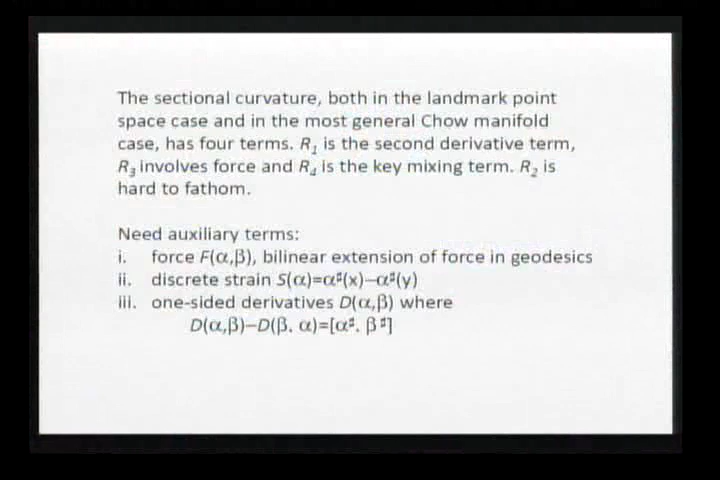 The sectional curvature, both in the landmark point
space case and in the most general Chow manifold
case, has four terms. R₁ is the second derivative term,
R₃ involves force and R₄ is the key mixing term. R₂ is
hard to fathom.
Need auxiliary terms:
i. force F(α,β), bilinear extension of force in geodesics
ii. discrete strain S(α)=α♯(x)–α♯(y)
iii. one-sided derivatives D(α,β) where
D(α,β)–D(β, α)=[α♯, β♯]